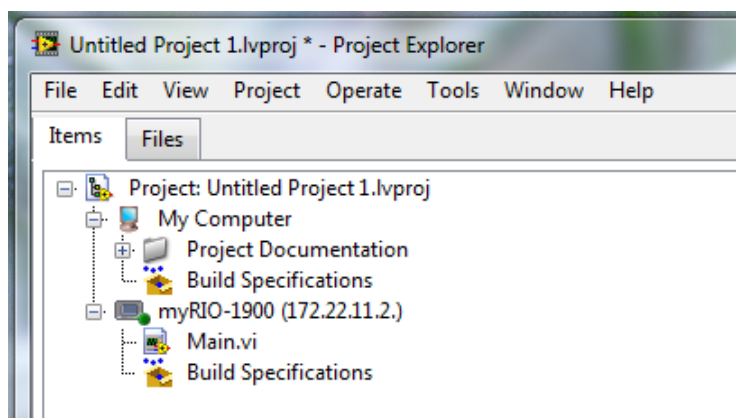 Untitled Project 1.lvproj * - Project Explorer
File Edit View Project Operate Tools Window Help
Items Files
Project: Untitled Project 1.lvproj
My Computer
Project Documentation
Build Specifications
myRIO-1900 (172.22.11.2.)
Main.vi
Build Specifications